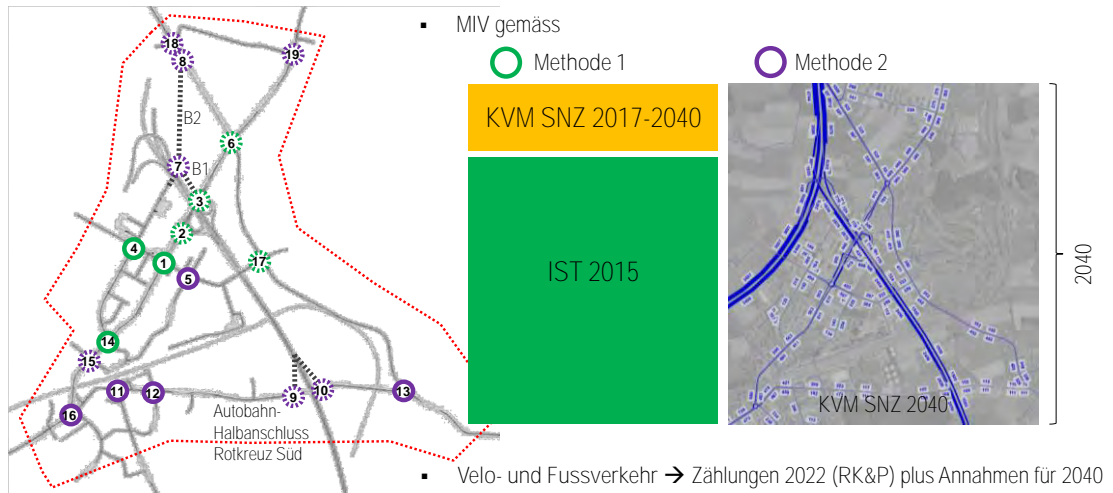 18
8
19
B2
6
7
B1
3
2
4
1
17
5
14
15
11
12
9
10
13
16
Autobahn-
Halbanschluss
Rotkreuz Süd
▪ MIV gemäss
Methode 1
Methode 2
KVM SNZ 2017-2040
IST 2015
KVM SNZ 2040
2040
▪ Velo- und Fussverkehr → Zählungen 2022 (RK&P) plus Annahmen für 2040